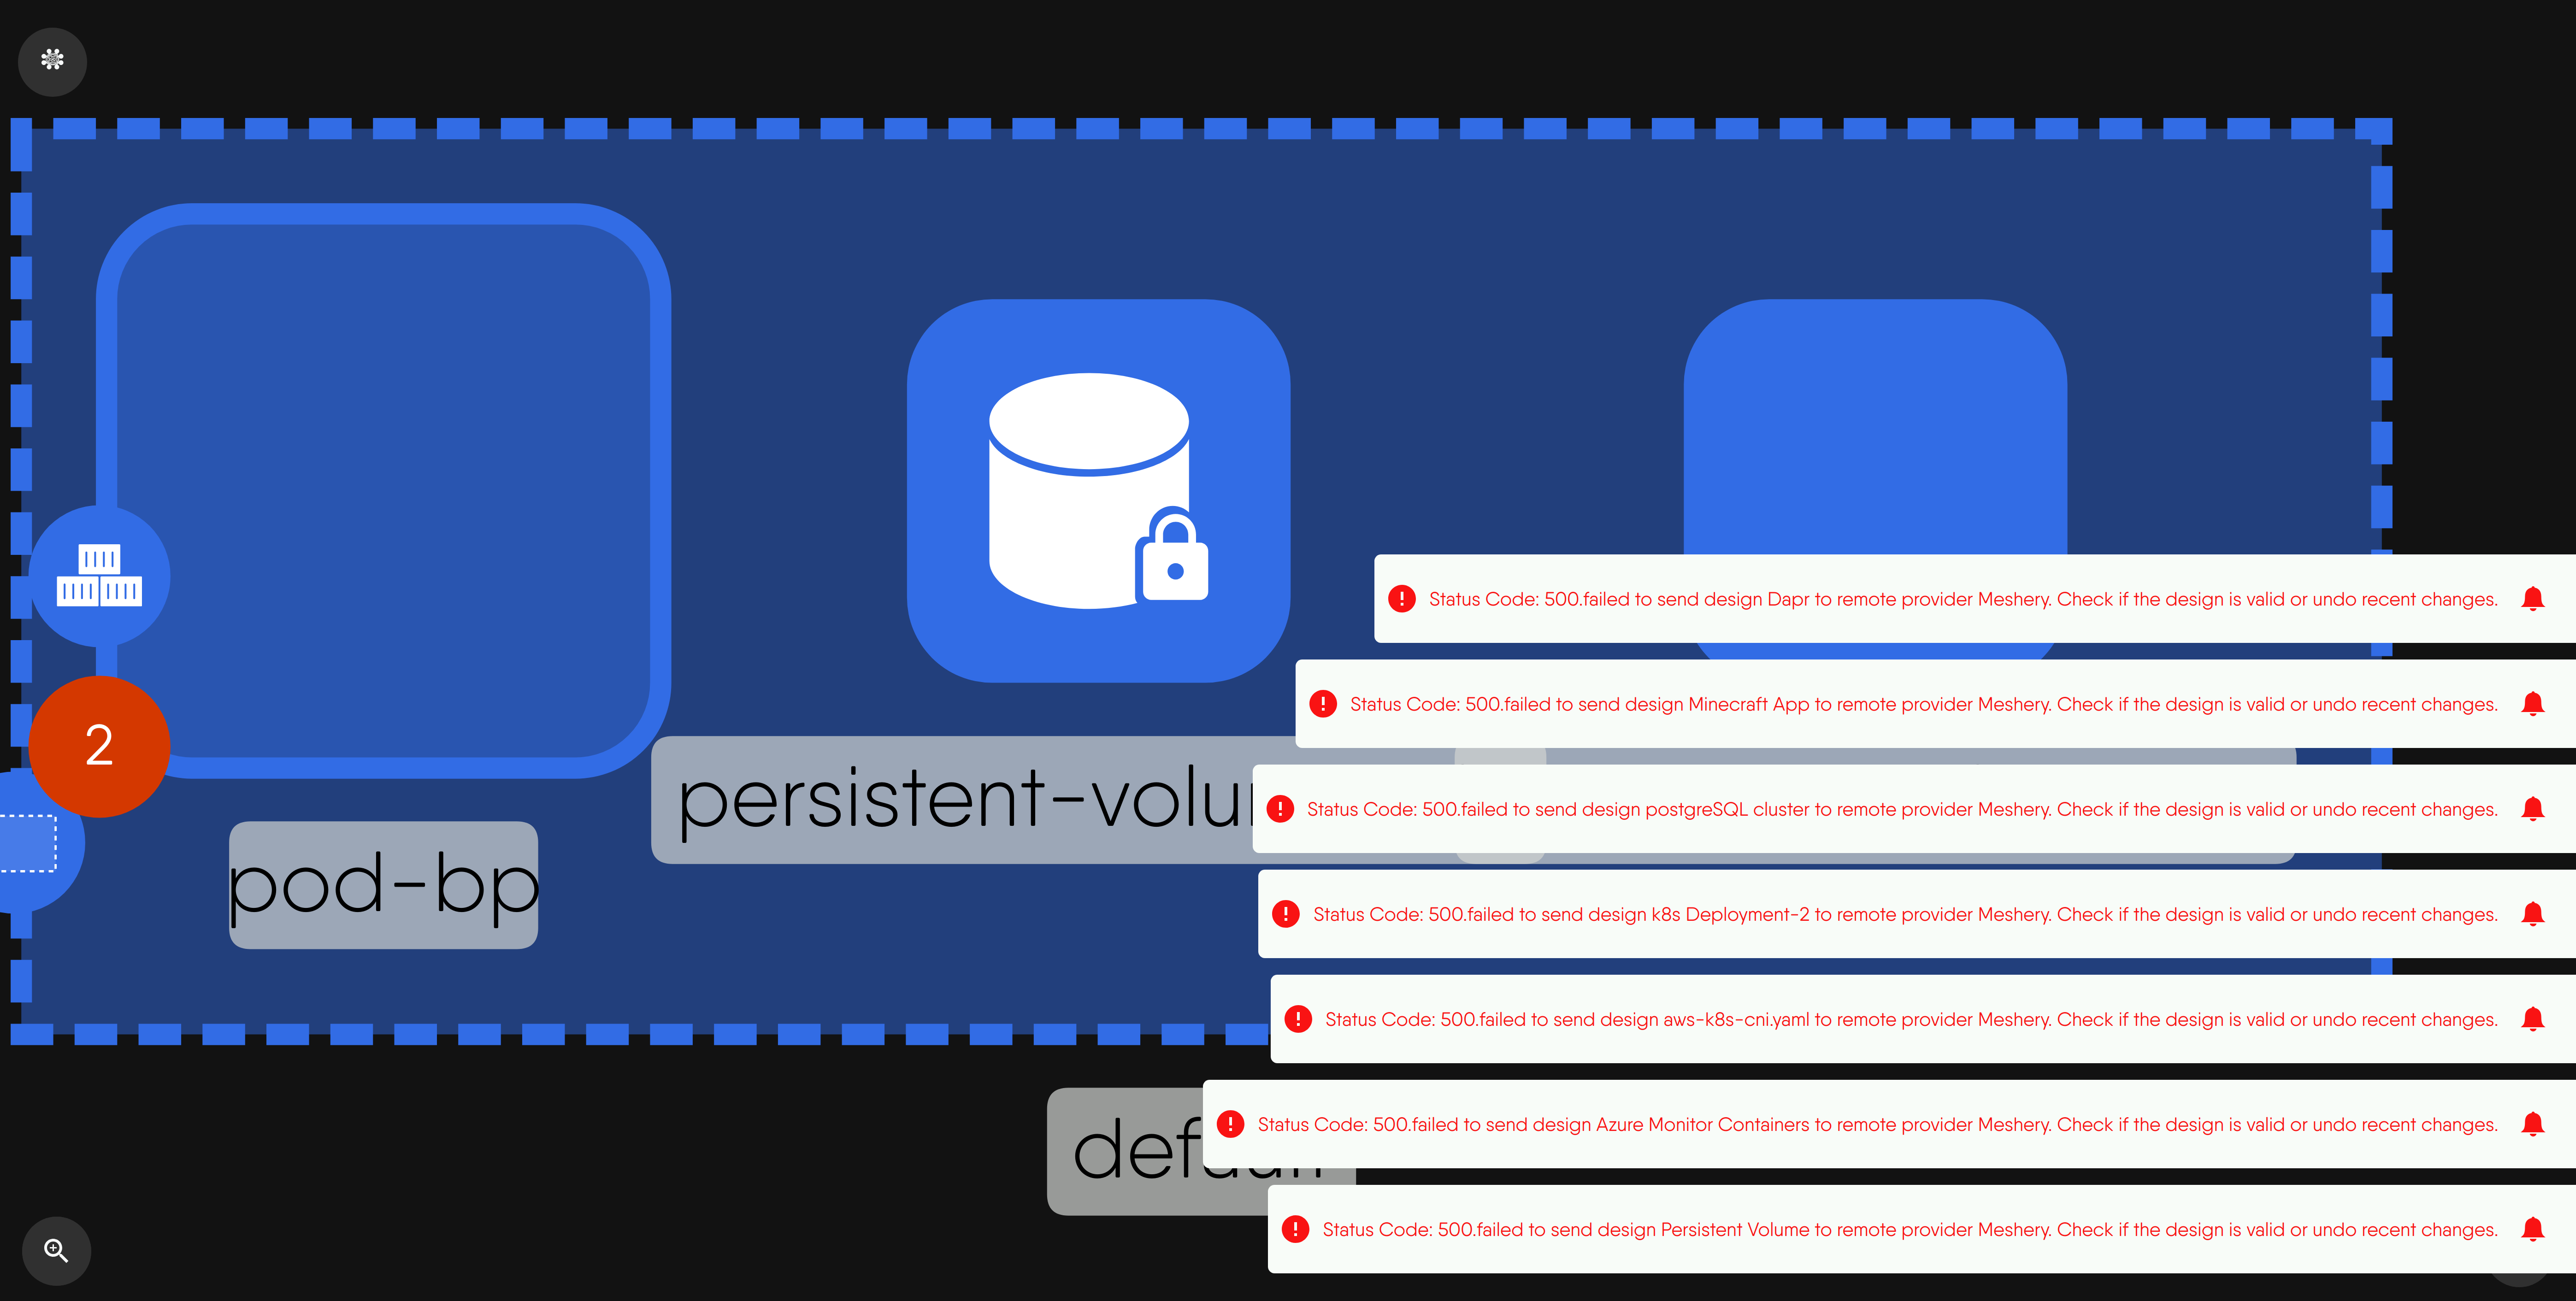 Status Code: 500.failed to send design Dapr to remote provider Meshery. Check if the design is valid or undo recent changes.
Status Code: 500.failed to send design Minecraft App to remote provider Meshery. Check if the design is valid or undo recent changes.
2
Status Code: 500.failed to send design postgreSQL cluster to remote provider Meshery. Check if the design is valid or undo recent changes.
pod-bp
Status Code: 500.failed to send design k8s Deployment-2 to remote provider Meshery. Check if the design is valid or undo recent changes.
Status Code: 500.failed to send design aws-k8s-cni.yaml to remote provider Meshery. Check if the design is valid or undo recent changes.
Status Code: 500.failed to send design Azure Monitor Containers to remote provider Meshery. Check if the design is valid or undo recent changes.
default
Status Code: 500.failed to send design Persistent Volume to remote provider Meshery. Check if the design is valid or undo recent changes.